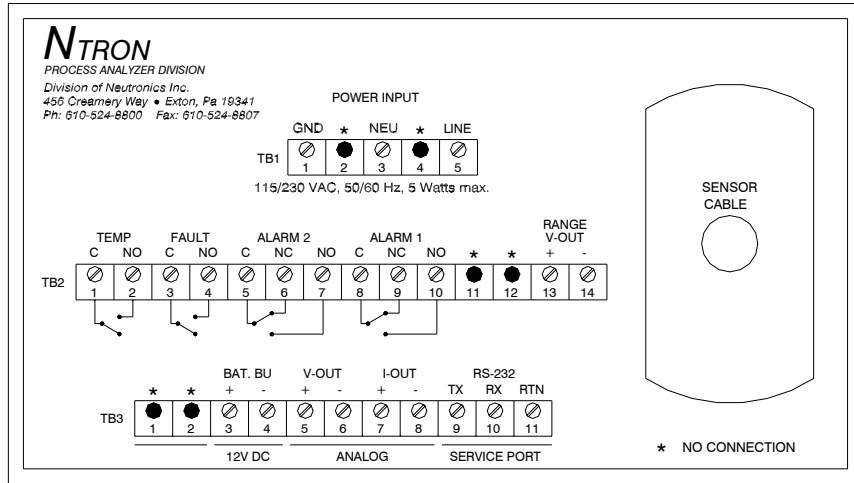 NTRON
PROCESS ANALYZER DIVISION
Division of Neutronics Inc.
456 Creamery Way • Exton, Pa 19341
Ph: 610-524-8800 Fax: 610-524-8807
POWER INPUT
GND * NEU * LINE
TB1
1 2 3 4 5
115/230 VAC, 50/60 Hz, 5 Watts max.
SENSOR
CABLE
TEMP FAULT ALARM 2 ALARM 1 RANGE
V-OUT
C NO C NO C NC NO C NC NO * * + -
TB2
1 2 3 4 5 6 7 8 9 10 11 12 13 14
BAT. BU V-OUT I-OUT RS-232
* * + - + - + - TX RX RTN
TB3
1 2 3 4 5 6 7 8 9 10 11
12V DC ANALOG SERVICE PORT
* NO CONNECTION